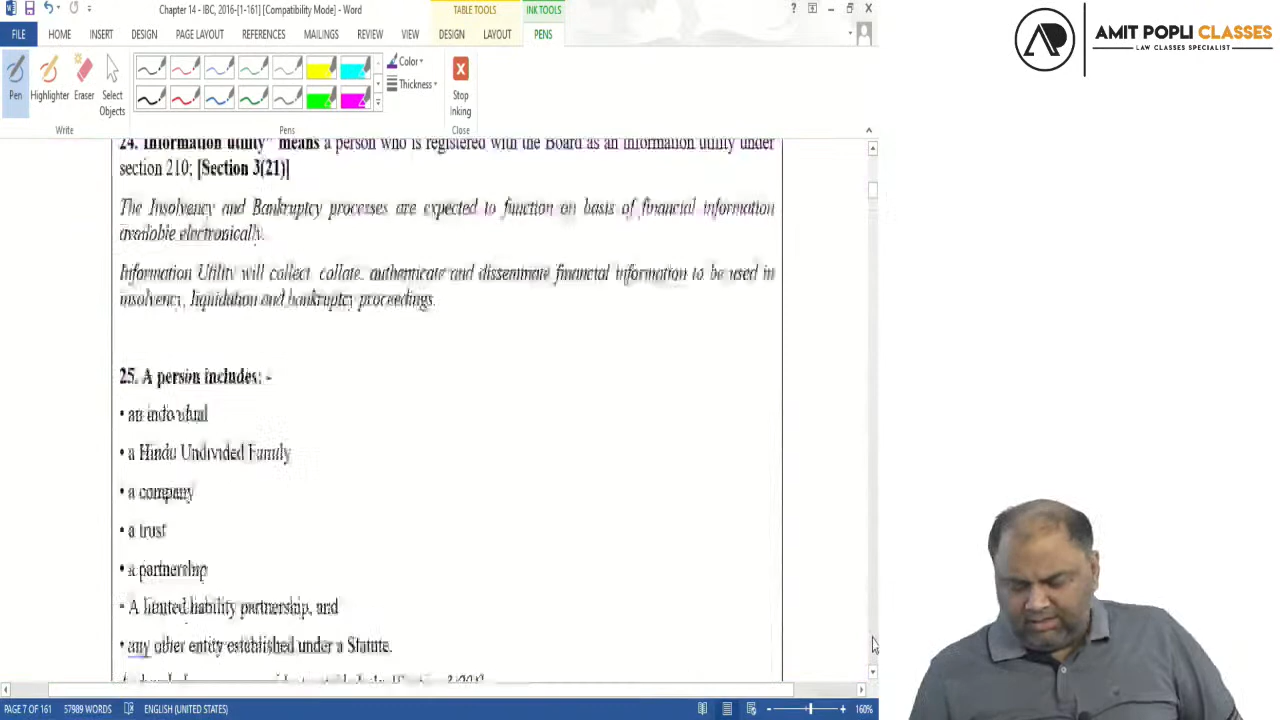 Chapter 14 - IBC, 2016-[1-161] [Compatibility Mode] - Word
TABLE TOOLS
INK TOOLS
FILE HOME INSERT DESIGN PAGE LAYOUT REFERENCES MAILINGS REVIEW VIEW DESIGN LAYOUT PENS
Pen
Highlighter
Eraser
Select Objects
Color
Thickness
Stop Inking
Write
Pens
Close
AMIT POPLI CLASSES
LAW CLASSES SPECIALIST
24. Information utility" means a person who is registered with the Board as an information utility under
section 210; [Section 3(21)]
The Insolvency and Bankruptcy processes are expected to function on basis of financial information
available electronically.
Information Utility will collect, collate, authenticate and disseminate financial information to be used in
insolvency, liquidation and bankruptcy proceedings.
25. A person includes: -
• an individual
• a Hindu Undivided Family
• a company
• a trust
• a partnership
• A limited liability partnership, and
• any other entity established under a Statute.
PAGE 7 OF 161 57989 WORDS ENGLISH (UNITED STATES) 160%